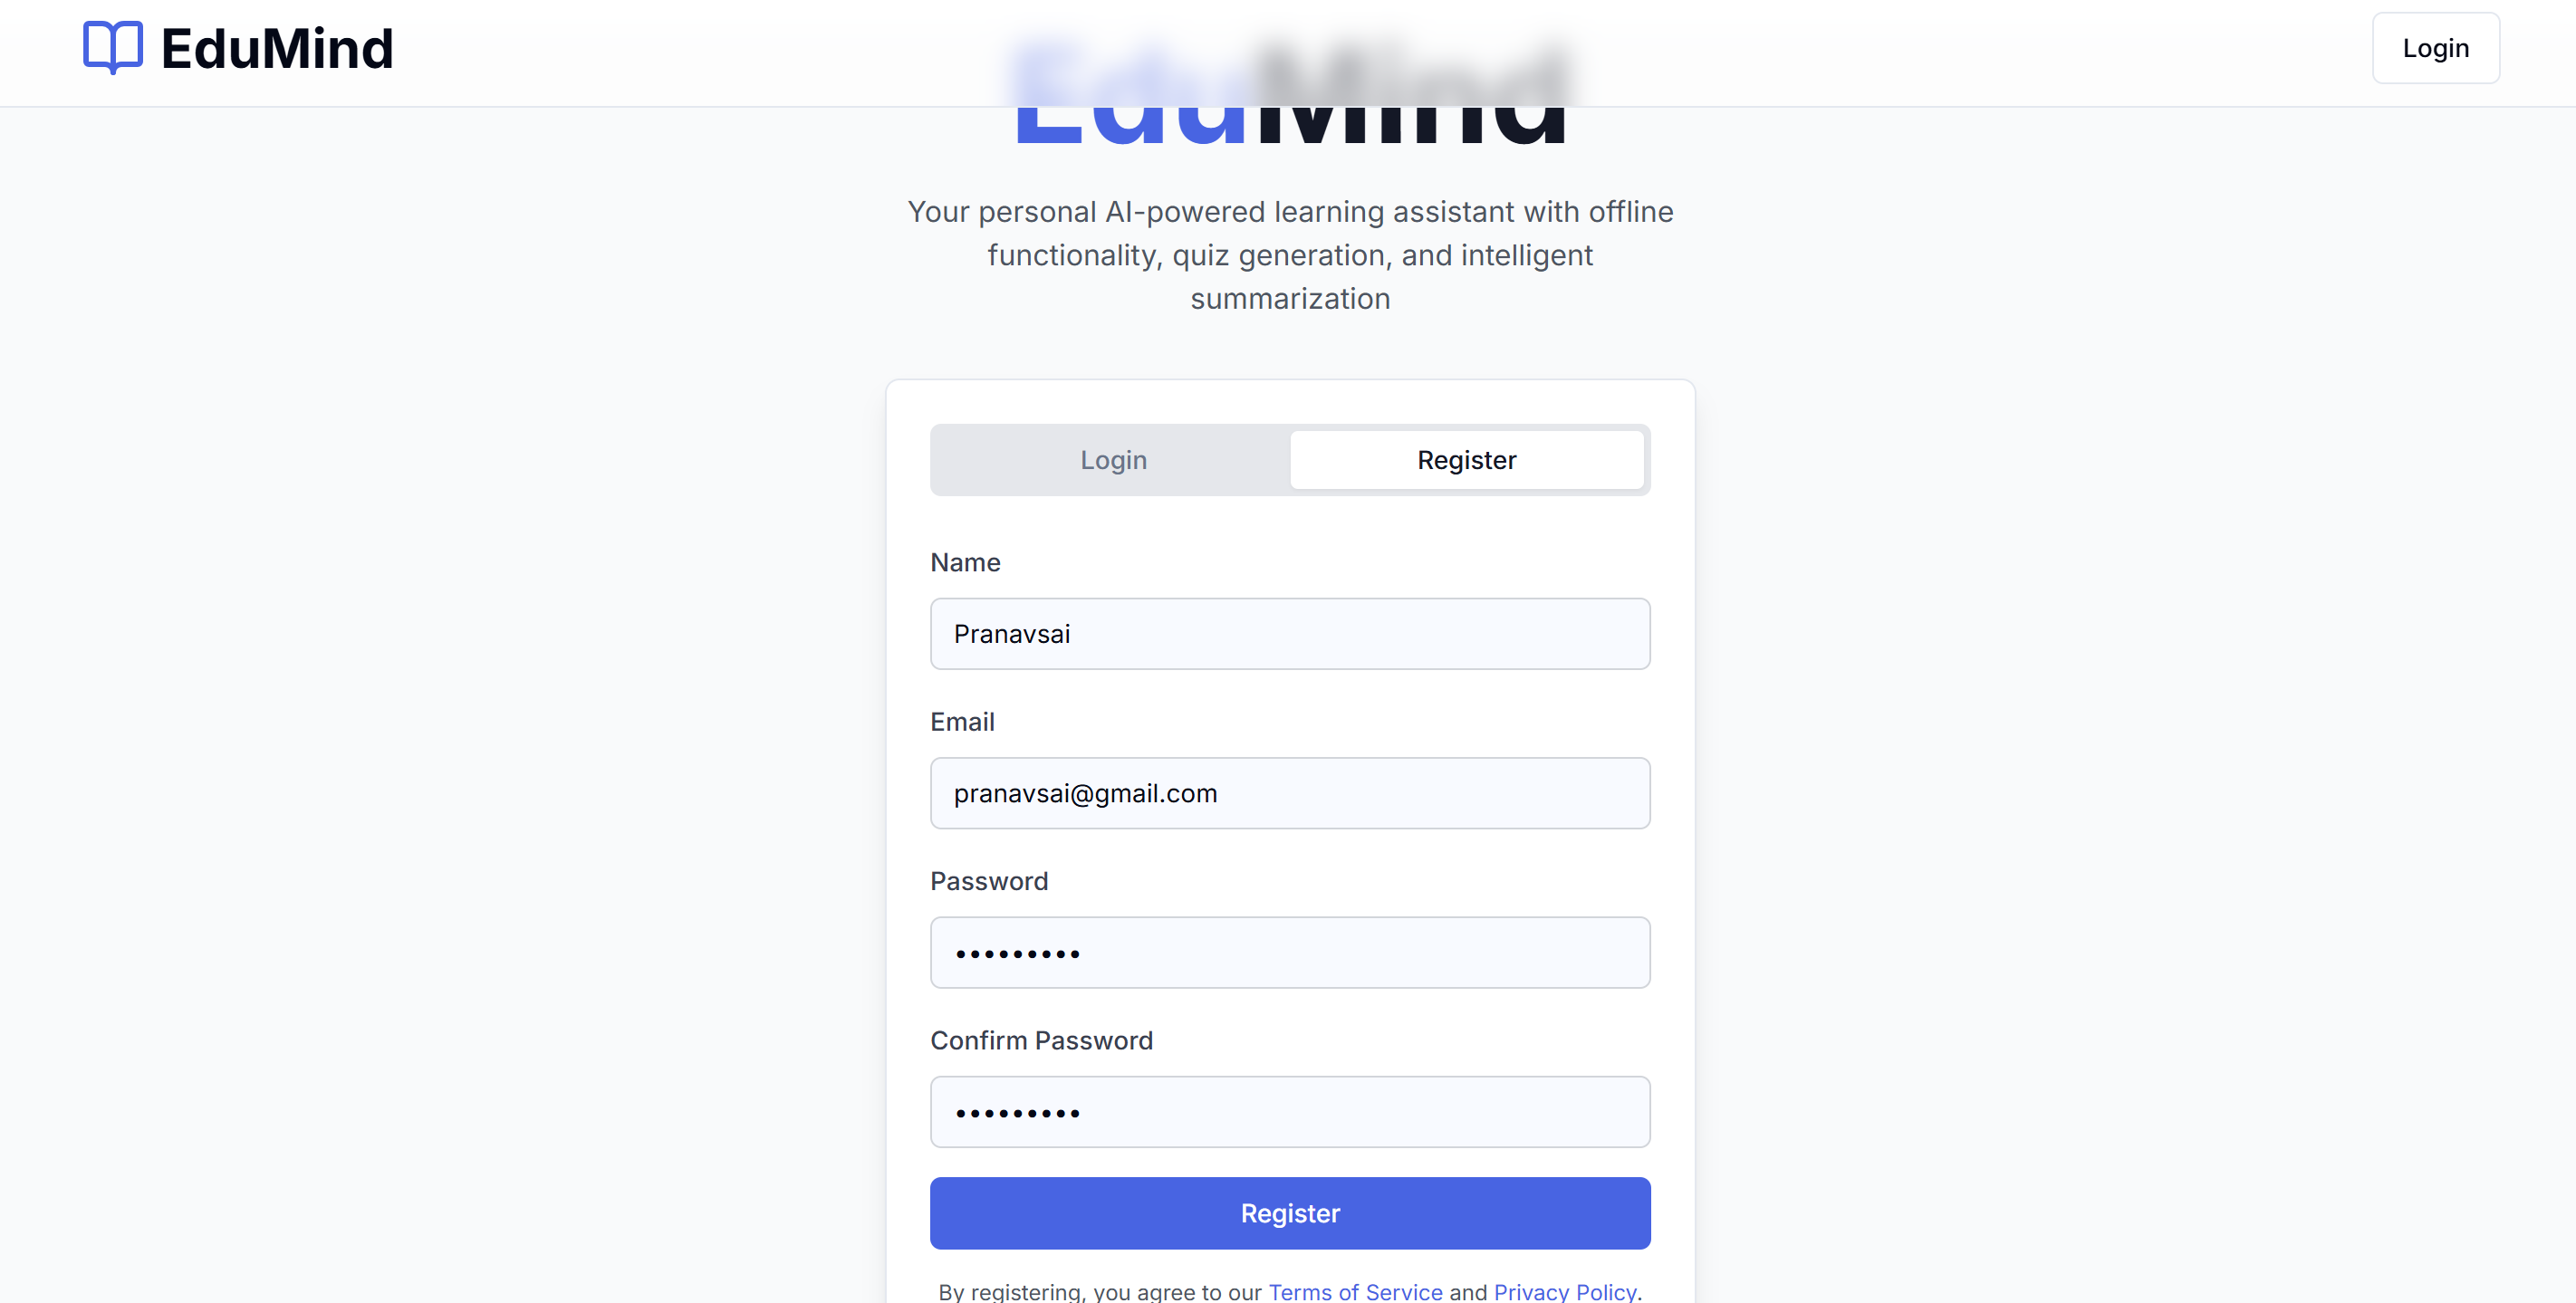 EduMind
Login
EduMind
Your personal AI-powered learning assistant with offline
functionality, quiz generation, and intelligent
summarization
Login
Register
Name
Pranavsai
Email
pranavsai@gmail.com
Password
•••••••••
Confirm Password
•••••••••
Register
By registering, you agree to our Terms of Service and Privacy Policy.